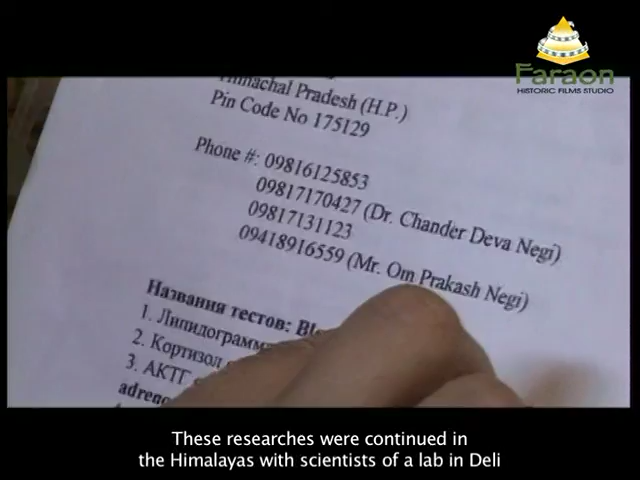 Faraon
HISTORIC FILMS STUDIO
Himachal Pradesh (H.P.)
Pin Code No 175129
Phone #: 09816125853
09817170427 (Dr. Chander Deva Negi)
09817131123
09418916559 (Mr. Om Prakash Negi)
Названия тестов:
1. Липидограмма
2. Кортизол
3. АКТГ
These researches were continued in
the Himalayas with scientists of a lab in Deli